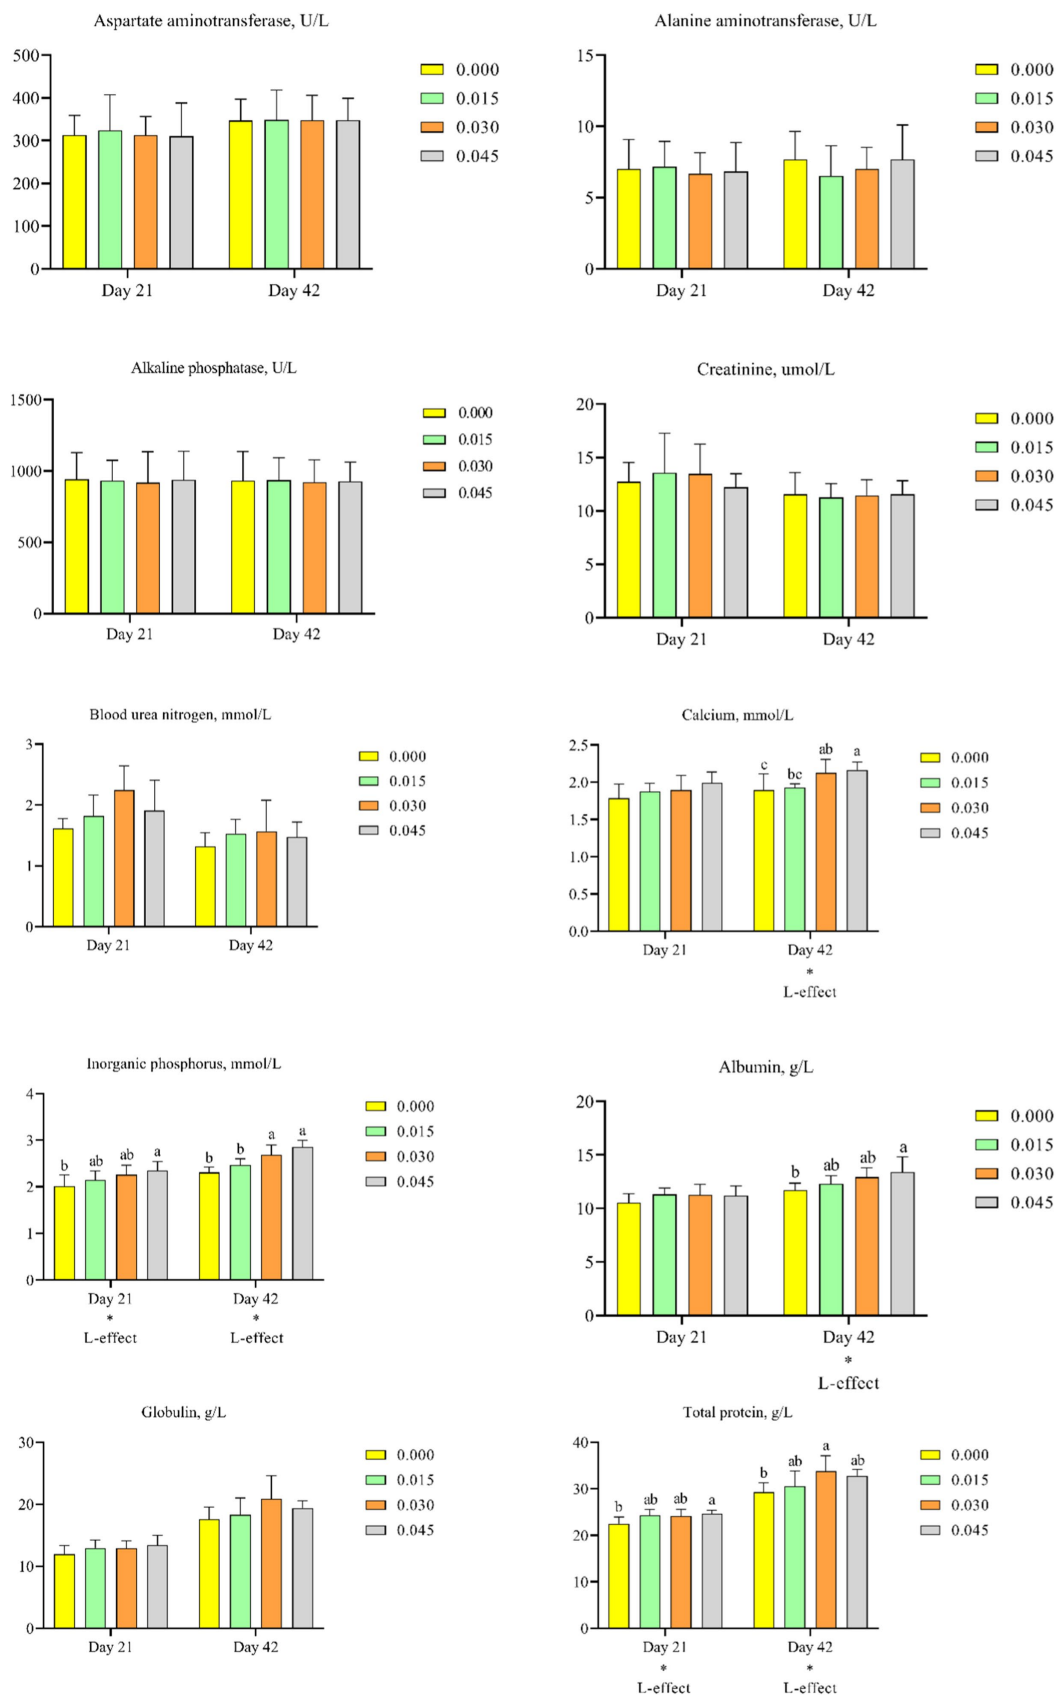 Aspartate aminotransferase, U/L
500
400
300
200
100
0
Day 21
Day 42
0.000
0.015
0.030
0.045
Alanine aminotransferase, U/L
15
10
5
0
Day 21
Day 42
0.000
0.015
0.030
0.045
Alkaline phosphatase, U/L
1500
1000
500
0
Day 21
Day 42
0.000
0.015
0.030
0.045
Creatinine, umol/L
20
15
10
5
0
Day 21
Day 42
0.000
0.015
0.030
0.045
Blood urea nitrogen, mmol/L
3
2
1
0
Day 21
Day 42
0.000
0.015
0.030
0.045
Calcium, mmol/L
2.5
2.0
1.5
1.0
0.5
0.0
c
bc
ab
a
Day 21
Day 42
*
L-effect
0.000
0.015
0.030
0.045
Inorganic phosphorus, mmol/L
4
3
2
1
0
b
ab
ab
a
b
b
a
a
Day 21
Day 42
*
*
L-effect
L-effect
0.000
0.015
0.030
0.045
Albumin, g/L
20
15
10
5
0
b
ab
ab
a
Day 21
Day 42
*
L-effect
0.000
0.015
0.030
0.045
Globulin, g/L
30
20
10
0
Day 21
Day 42
0.000
0.015
0.030
0.045
Total protein, g/L
40
30
20
10
0
b
ab
ab
a
b
ab
a
ab
Day 21
Day 42
*
*
L-effect
L-effect
0.000
0.015
0.030
0.045